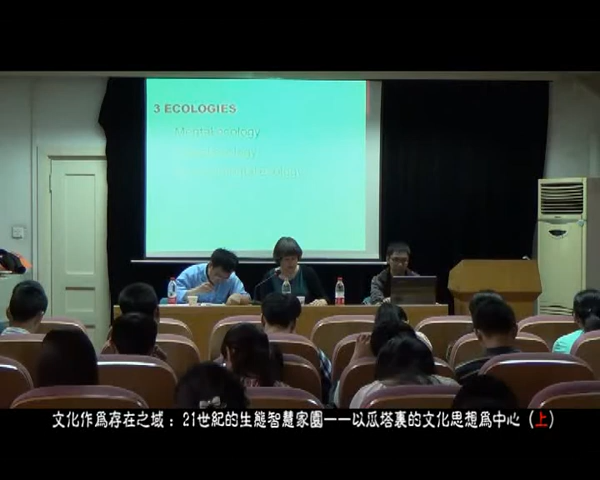 3 ECOLOGIES
Mental ecology
文化作爲存在之域：21世紀的生態智慧家園——以瓜塔裏的文化思想爲中心（上）